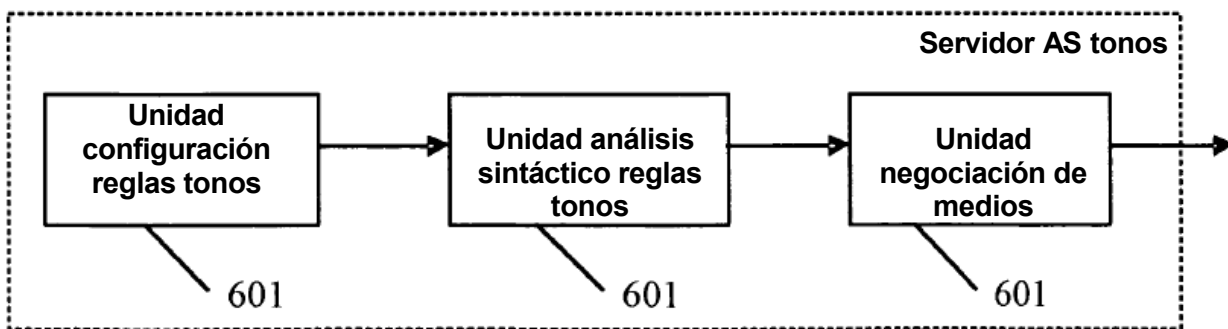 Servidor AS tonos
Unidad
configuración
reglas tonos
Unidad análisis
sintáctico reglas
tonos
Unidad
negociación de
medios
601
601
601